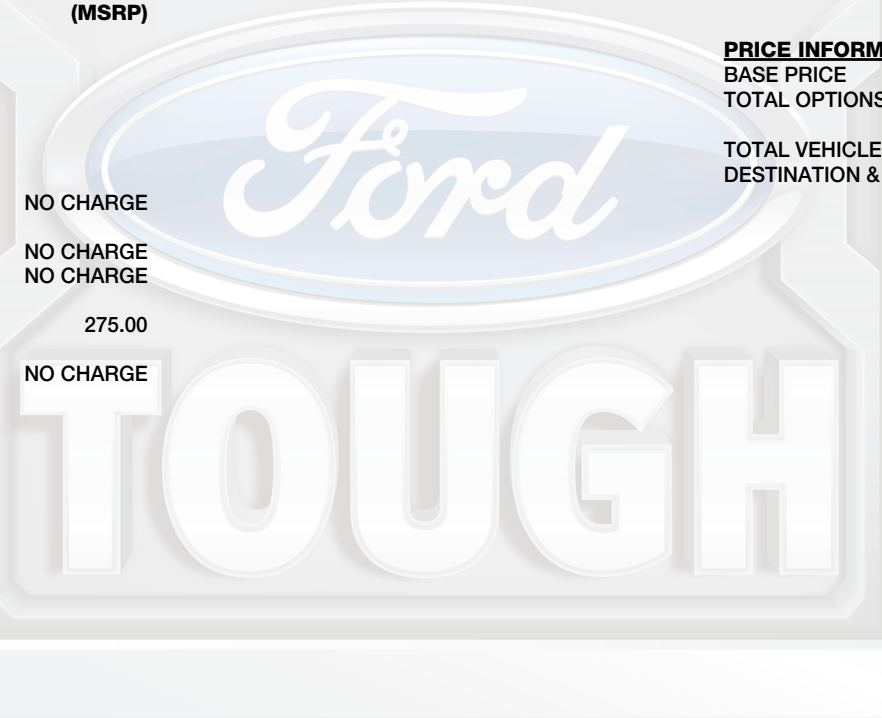 (MSRP)
NO CHARGE
NO CHARGE
NO CHARGE
275.00
NO CHARGE
PRICE INFORM
BASE PRICE
TOTAL OPTIONS
TOTAL VEHICLE
DESTINATION &
Ford
TOUGH